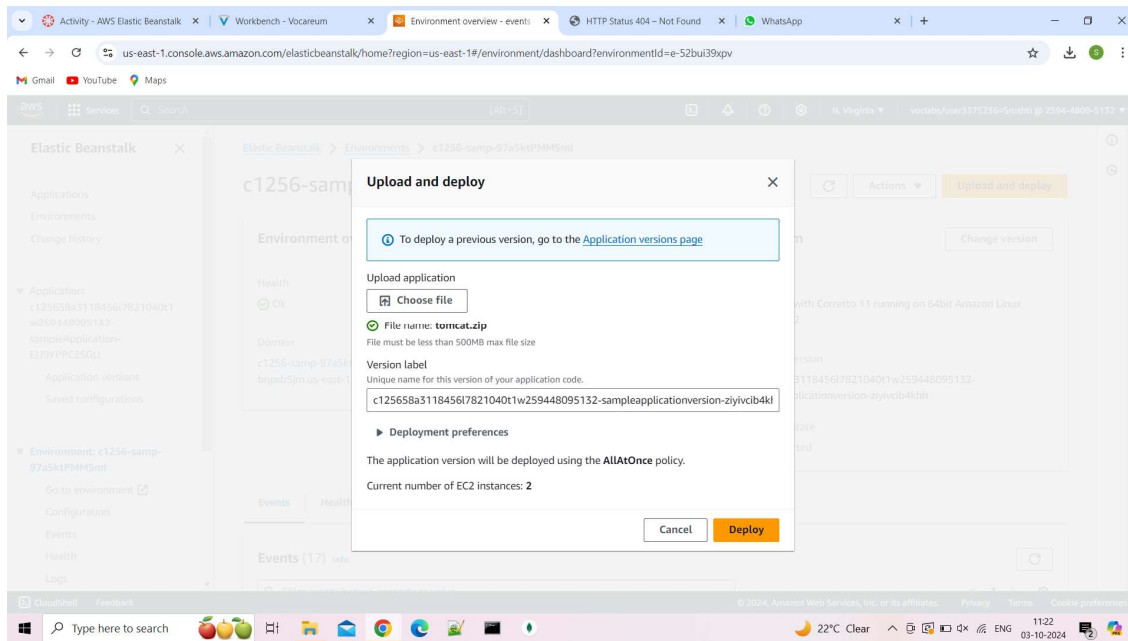 Activity - AWS Elastic Beanstalk
Workbench - Vocareum
Environment overview - events
HTTP Status 404 – Not Found
WhatsApp
us-east-1.console.aws.amazon.com/elasticbeanstalk/home?region=us-east-1#/environment/dashboard?environmentId=e-52bui39xpv
Gmail YouTube Maps
aws Services Search [Alt+S] N. Virginia
Elastic Beanstalk
Elastic Beanstalk > Environments > c1256-samp-97a5ktPMM5mI
Applications
Environments
Change history
c1256-samp
Actions Upload and deploy
Environment ov
Change version
Health
Ok
Domain
with Corretto 11 running on 64bit Amazon Linux
Application:
Application versions
Saved configurations
Environment: c1256-samp-
97a5ktPMM5mI
Go to environment
Configuration
Events
Health
Logs
Events Health
Events (17) Info
Upload and deploy
To deploy a previous version, go to the Application versions page
Upload application
Choose file
File name: tomcat.zip
File must be less than 500MB max file size
Version label
Unique name for this version of your application code.
c125658a3118456l7821040t1w259448095132-sampleapplicationversion-ziyivcib4kh
Deployment preferences
The application version will be deployed using the AllAtOnce policy.
Current number of EC2 instances: 2
Cancel Deploy
CloudShell Feedback
© 2024, Amazon Web Services, Inc. or its affiliates. Privacy Terms Cookie preferences
Type here to search
22°C Clear ENG 11:22
03-10-2024